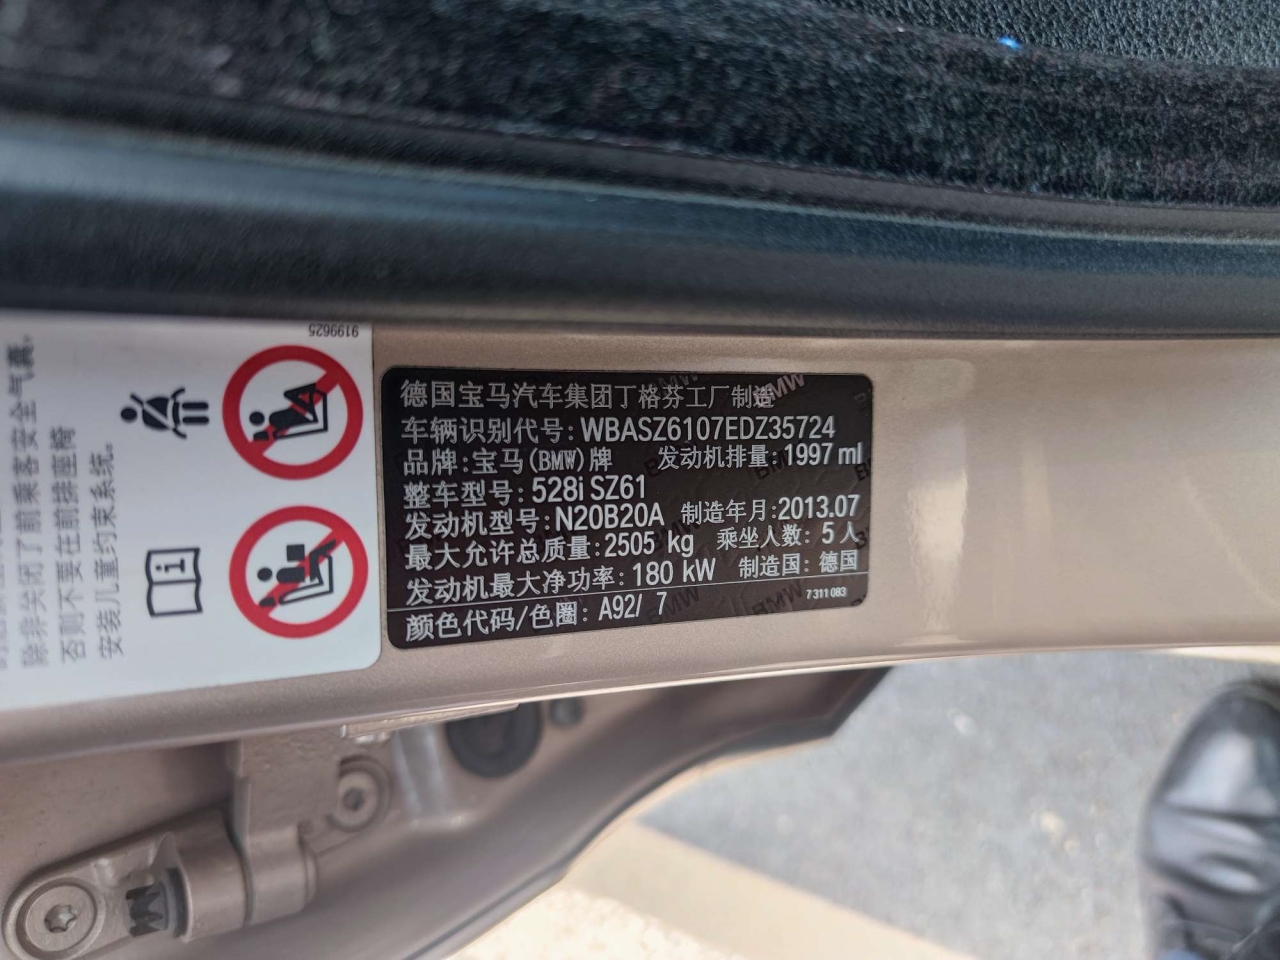 9199625
除非关闭了前乘客安全气囊,
否则不要在前排座椅
安装儿童约束系统.
德国宝马汽车集团丁格芬工厂制造
车辆识别代号: WBASZ6107EDZ35724
品牌:宝马(BMW)牌 发动机排量:1997 ml
整车型号: 528i SZ61
发动机型号: N20B20A 制造年月:2013.07
最大允许总质量: 2505 kg 乘坐人数: 5 人
发动机最大净功率: 180 kW 制造国: 德国
7 311 083
颜色代码/色圈: A92/ 7